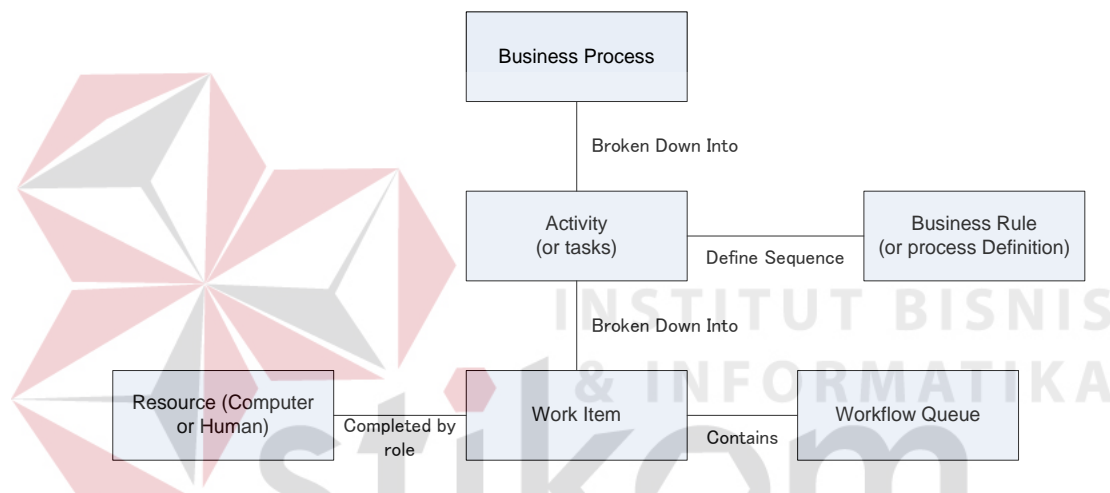 Business Process
Broken Down Into
Activity
(or tasks)
Define Sequence
Business Rule
(or process Definition)
INSTITUT BISNIS
Broken Down Into
& INFORMATIKA
Resource (Computer
or Human)
Completed by
role
Work Item
Contains
Workflow Queue
stikom